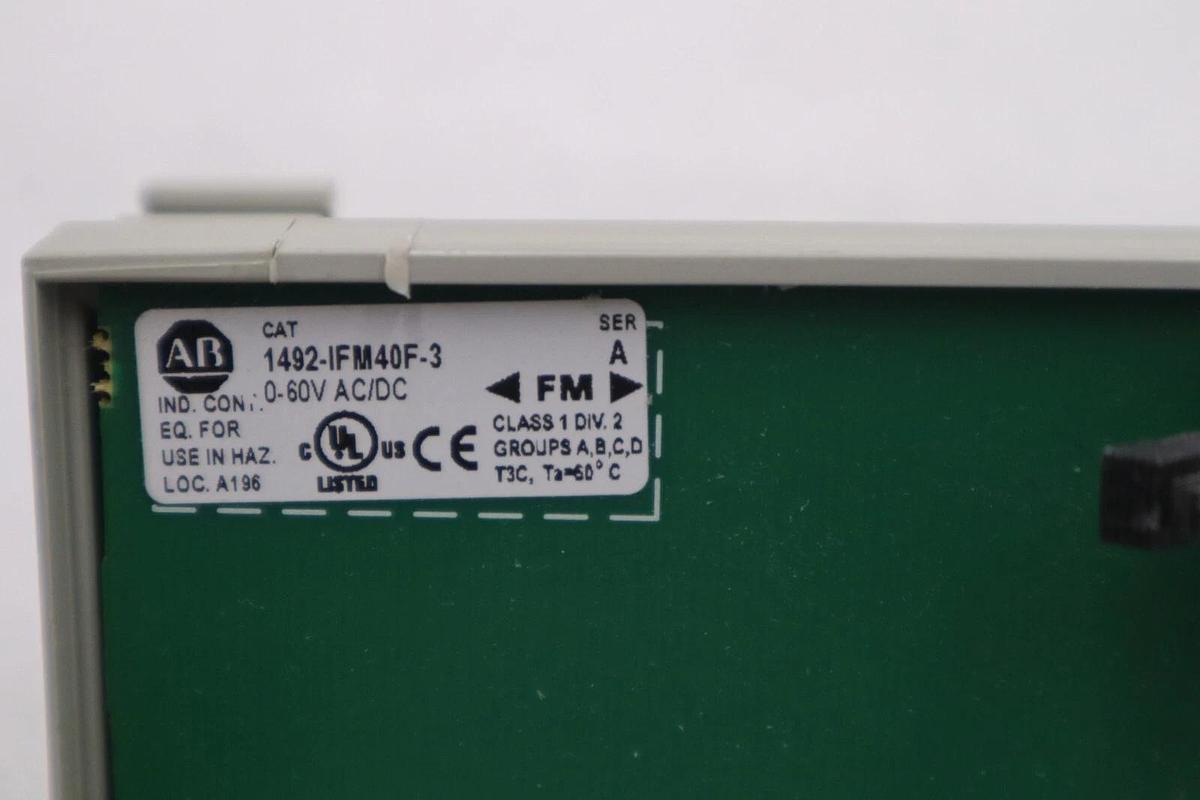 AB
CAT
1492-IFM40F-3
0-60V AC/DC
SER
A
FM
IND. CONT.
EQ. FOR
USE IN HAZ.
LOC. A196
C UL US
LISTED
CE
CLASS 1 DIV. 2
GROUPS A,B,C,D
T3C, Ta=60° C